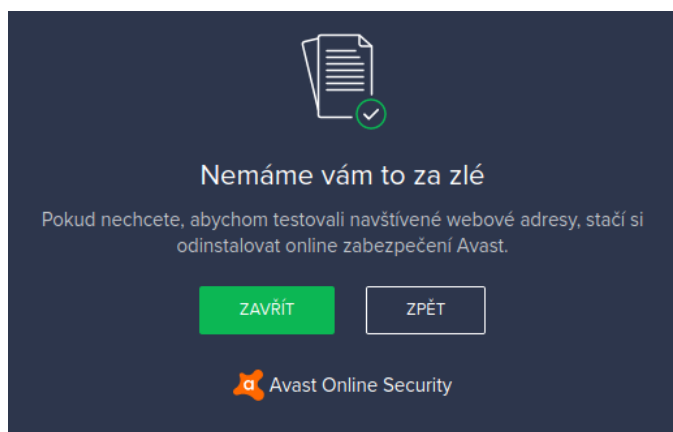 Nemáme vám to za zlé
Pokud nechcete, abychom testovali navštívené webové adresy, stačí si
odinstalovat online zabezpečení Avast.
ZAVŘÍT
ZPĚT
Avast Online Security